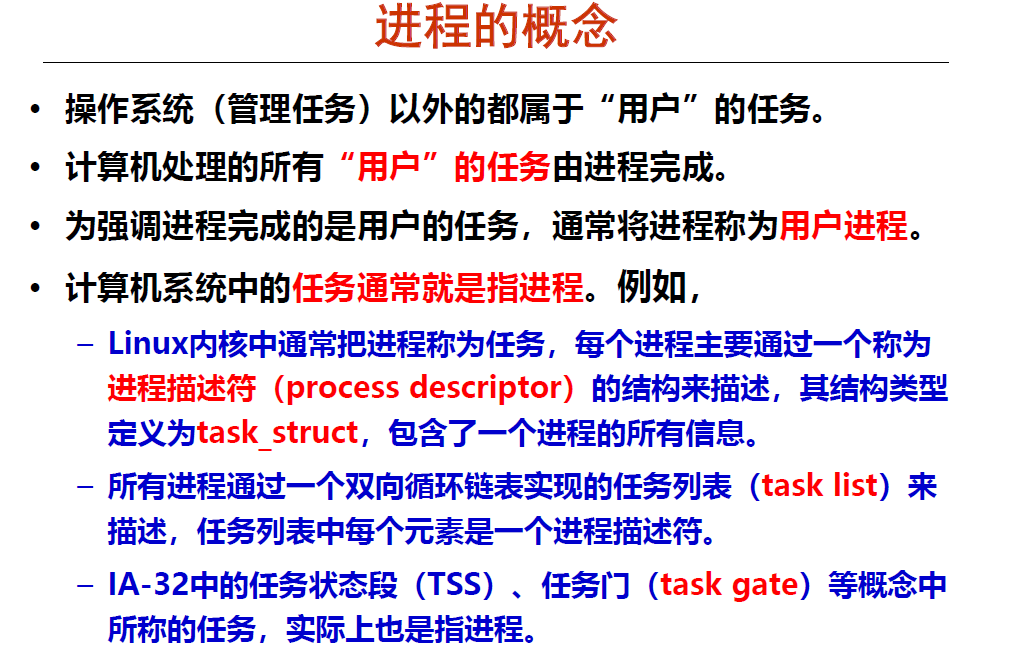 进程的概念
• 操作系统（管理任务）以外的都属于“用户”的任务。
• 计算机处理的所有“用户”的任务由进程完成。
• 为强调进程完成的是用户的任务，通常将进程称为用户进程。
• 计算机系统中的任务通常就是指进程。例如，
– Linux内核中通常把进程称为任务，每个进程主要通过一个称为
进程描述符（process descriptor）的结构来描述，其结构类型
定义为task_struct，包含了一个进程的所有信息。
– 所有进程通过一个双向循环链表实现的任务列表（task list）来
描述，任务列表中每个元素是一个进程描述符。
– IA-32中的任务状态段（TSS）、任务门（task gate）等概念中
所称的任务，实际上也是指进程。